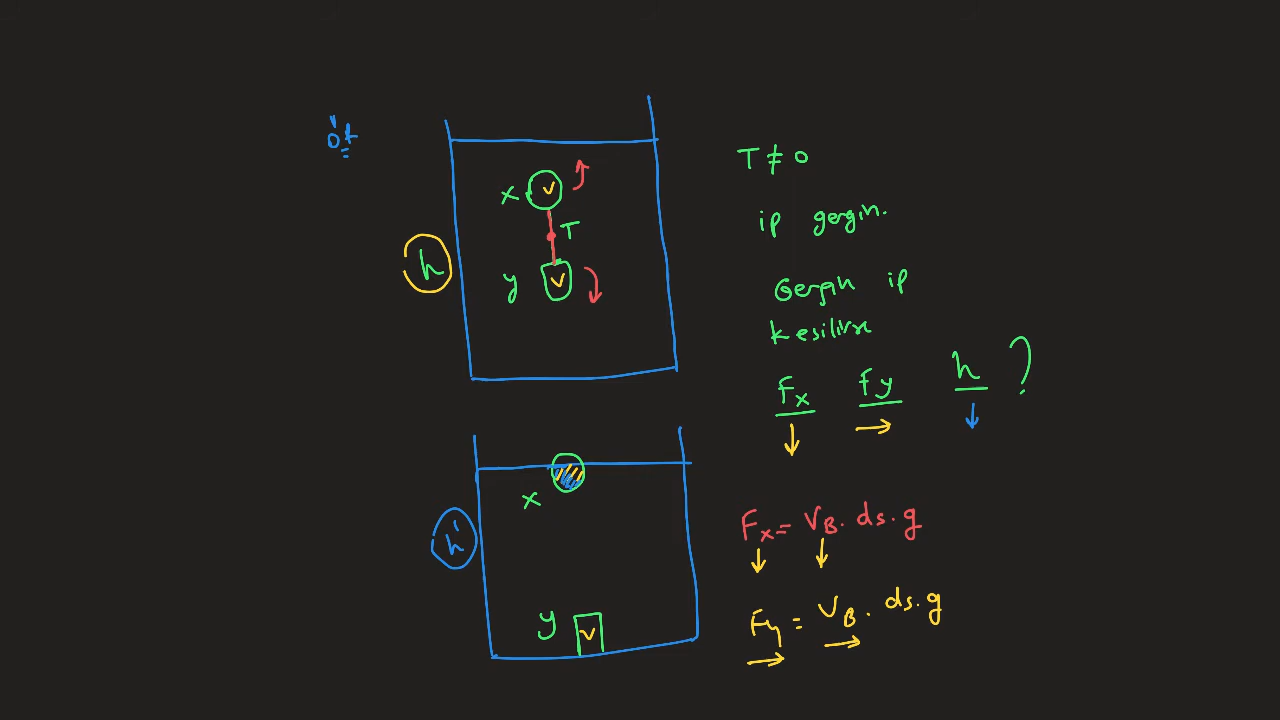 öt
x
V
T
y
V
h
T ≠ 0
ip gergin.
Gergin ip
kesilirse
Fx Fy h ?
x
h'
y
V
Fx = VB. ds. g
Fy = VB. ds. g